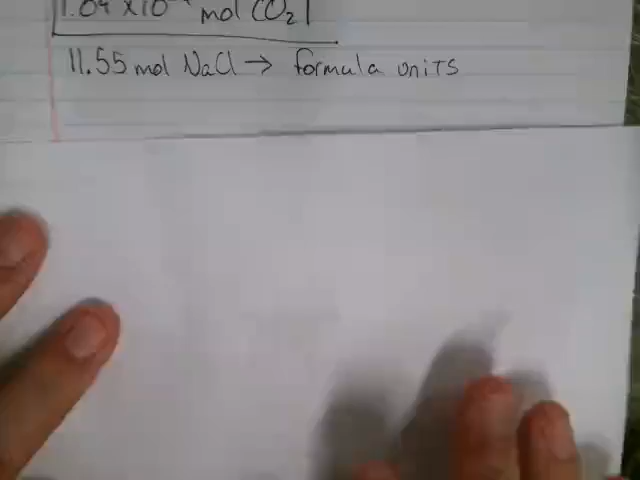 mol CO₂
11.55 mol NaCl → formula units